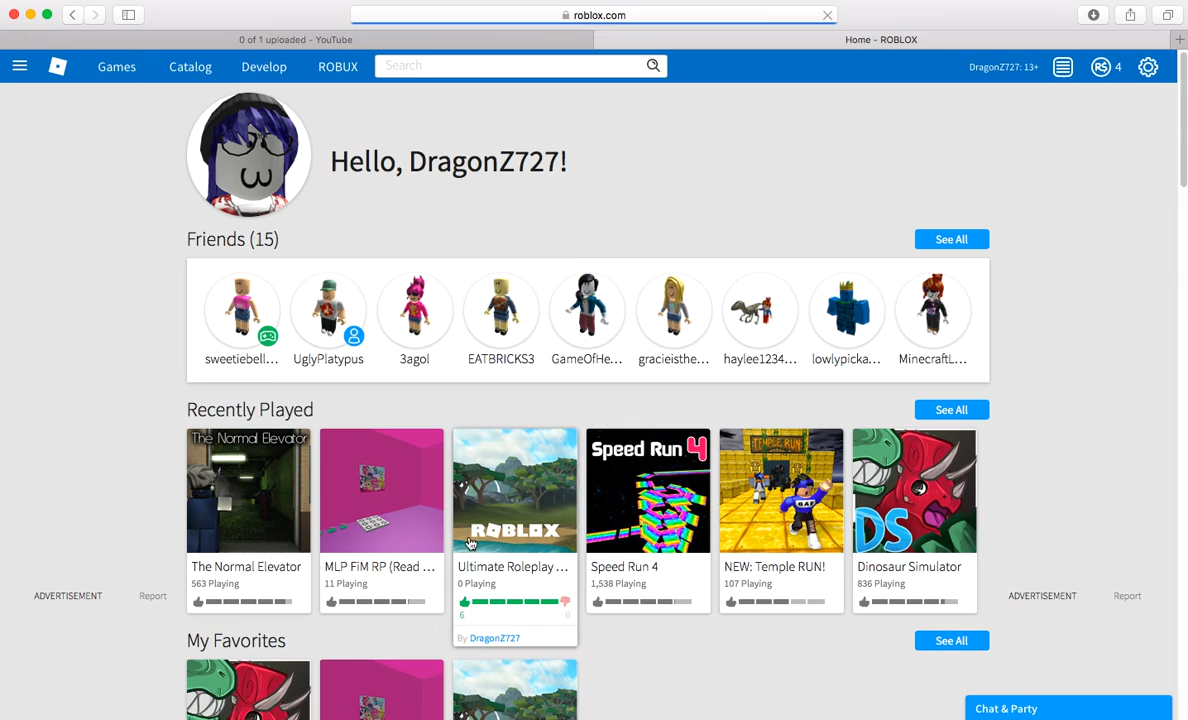 roblox.com
0 of 1 uploaded - YouTube
Home - ROBLOX
Games
Catalog
Develop
ROBUX
Search
DragonZ727: 13+
R$ 4
Hello, DragonZ727!
Friends (15)
See All
sweetiebell...
UglyPlatypus
3agol
EATBRICKS3
GameOfHe...
gracieisthe...
haylee1234...
lowlypicka...
MinecraftL...
Recently Played
See All
The Normal Elevator
ROBLOX
Speed Run 4
TEMPLE RUN!
BAF
DS
The Normal Elevator
563 Playing
MLP FiM RP (Read ...
11 Playing
Ultimate Roleplay ...
0 Playing
6
0
By DragonZ727
Speed Run 4
1,538 Playing
NEW: Temple RUN!
107 Playing
Dinosaur Simulator
836 Playing
ADVERTISEMENT
Report
ADVERTISEMENT
Report
My Favorites
See All
Chat & Party